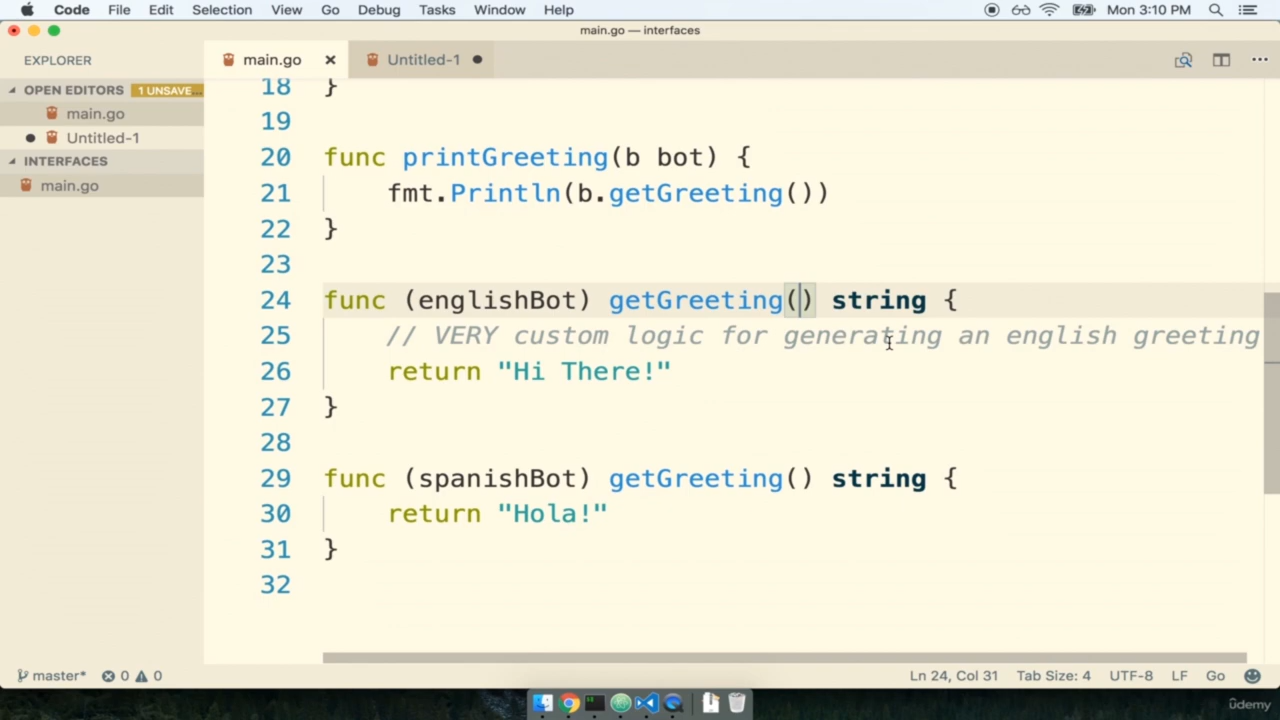 Code File Edit Selection View Go Debug Tasks Window Help Mon 3:10 PM
main.go — interfaces
EXPLORER main.go Untitled-1
OPEN EDITORS 1 UNSAVE...
main.go
Untitled-1
INTERFACES
main.go
18 }
19
20 func printGreeting(b bot) {
21 fmt.Println(b.getGreeting())
22 }
23
24 func (englishBot) getGreeting() string {
25 // VERY custom logic for generating an english greeting
26 return "Hi There!"
27 }
28
29 func (spanishBot) getGreeting() string {
30 return "Hola!"
31 }
32
master* 0 0 Ln 24, Col 31 Tab Size: 4 UTF-8 LF Go
udemy